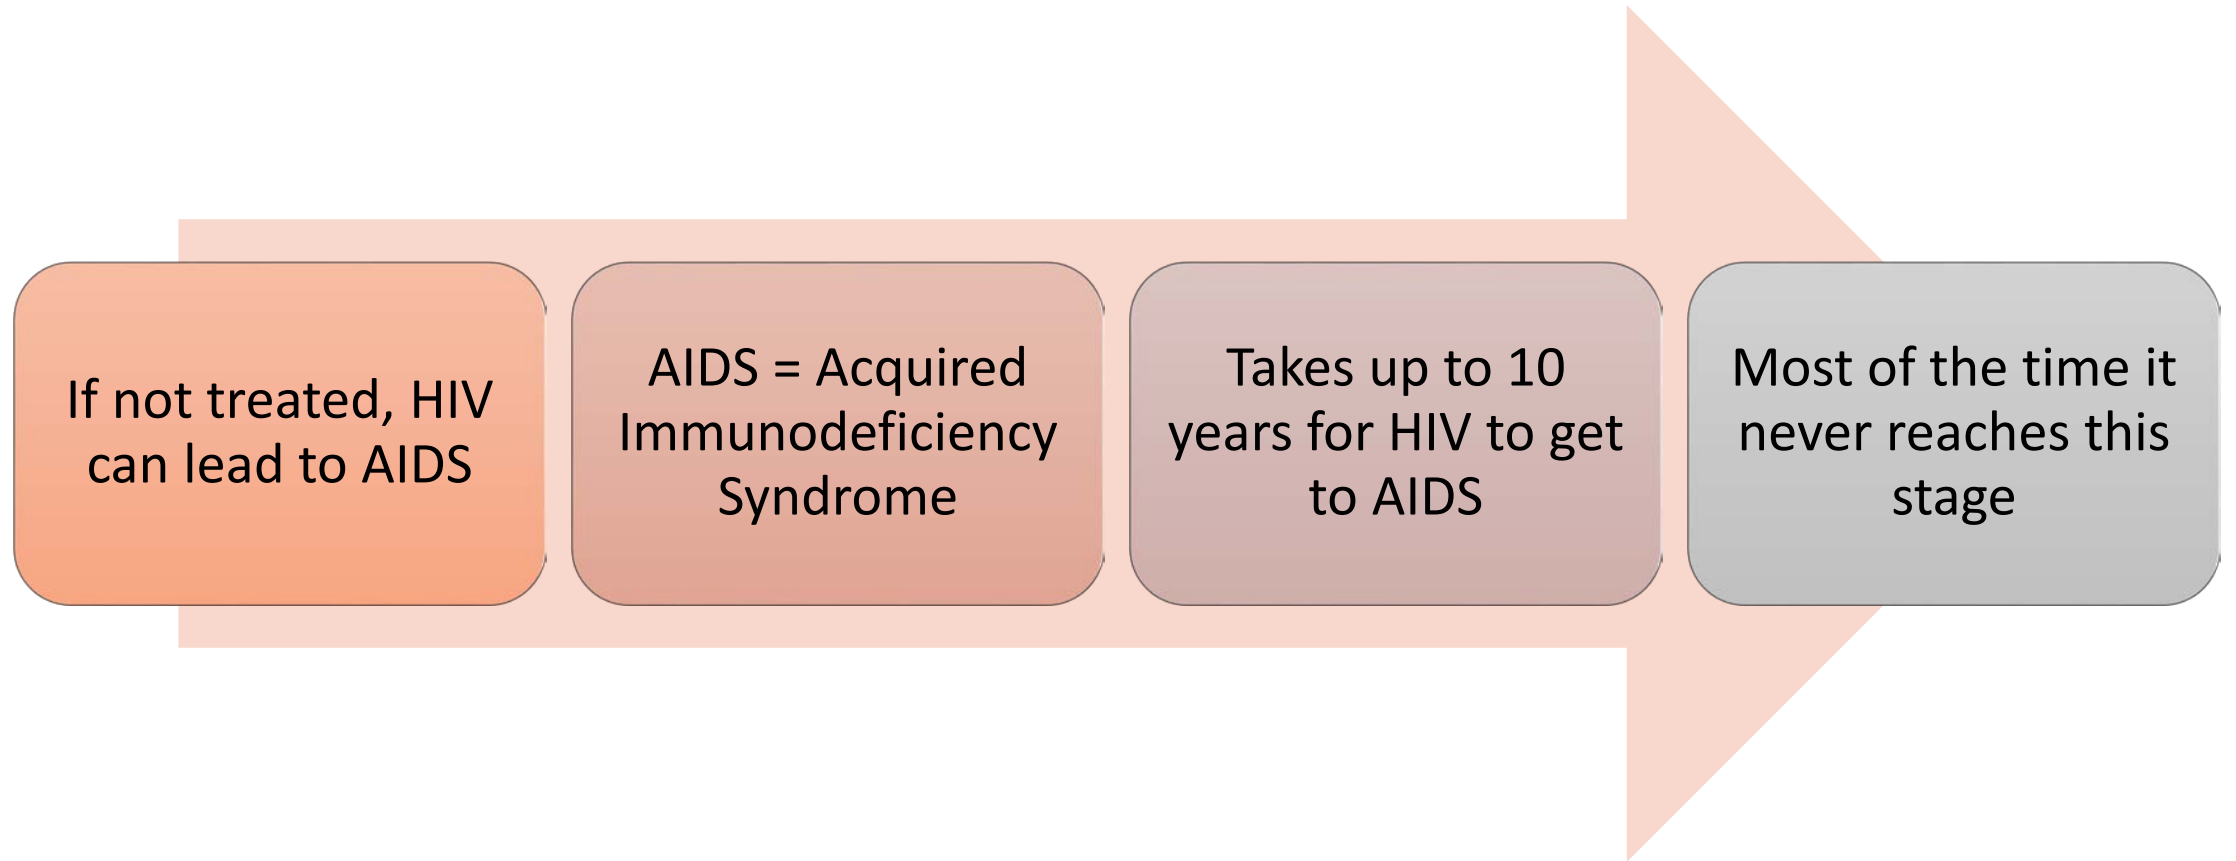 If not treated, HIV
can lead to AIDS
AIDS = Acquired
Immunodeficiency
Syndrome
Takes up to 10
years for HIV to get
to AIDS
Most of the time it
never reaches this
stage